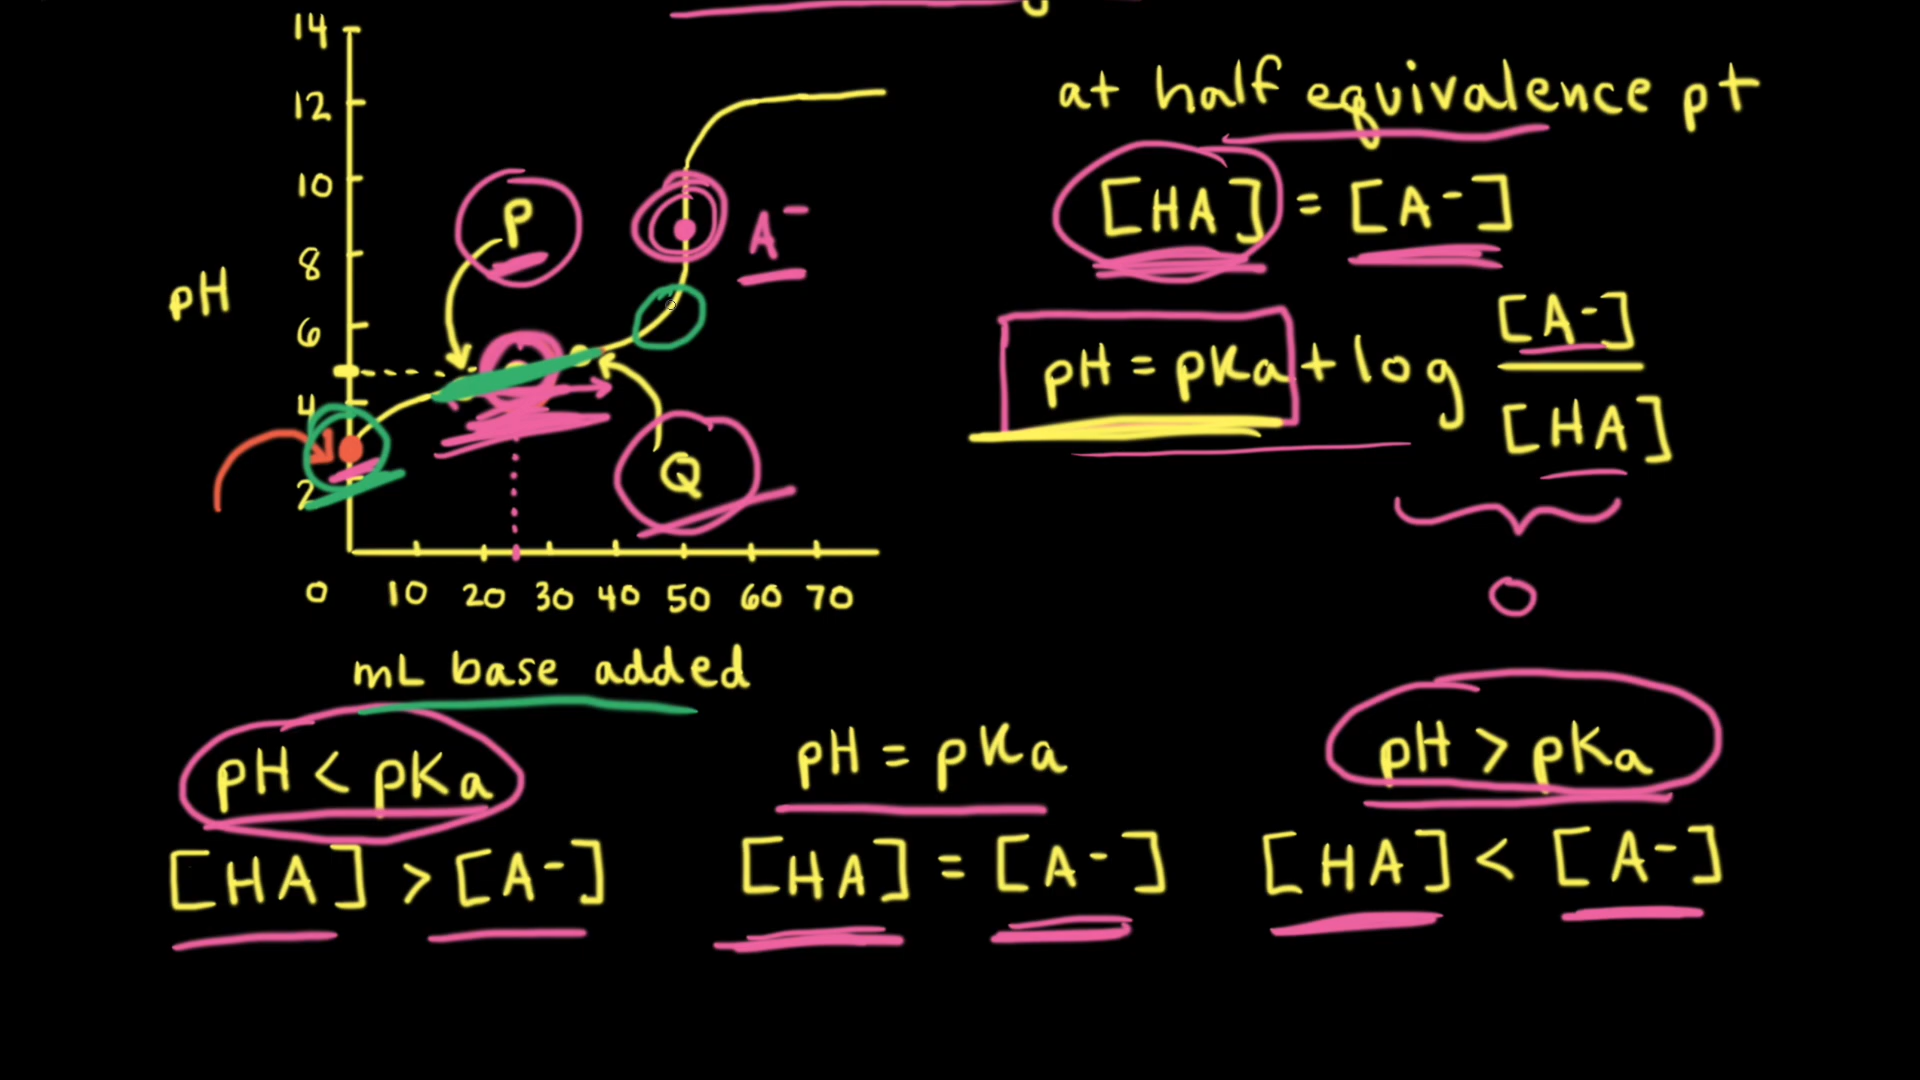 14
12
10
8
6
4
2
pH
P
A⁻
Q
0 10 20 30 40 50 60 70
mL base added
at half equivalence pt
[HA] = [A⁻]
pH = pKa + log [A⁻]
[HA]
0
pH < pKa
[HA] > [A⁻]
pH = pKa
[HA] = [A⁻]
pH > pKa
[HA] < [A⁻]